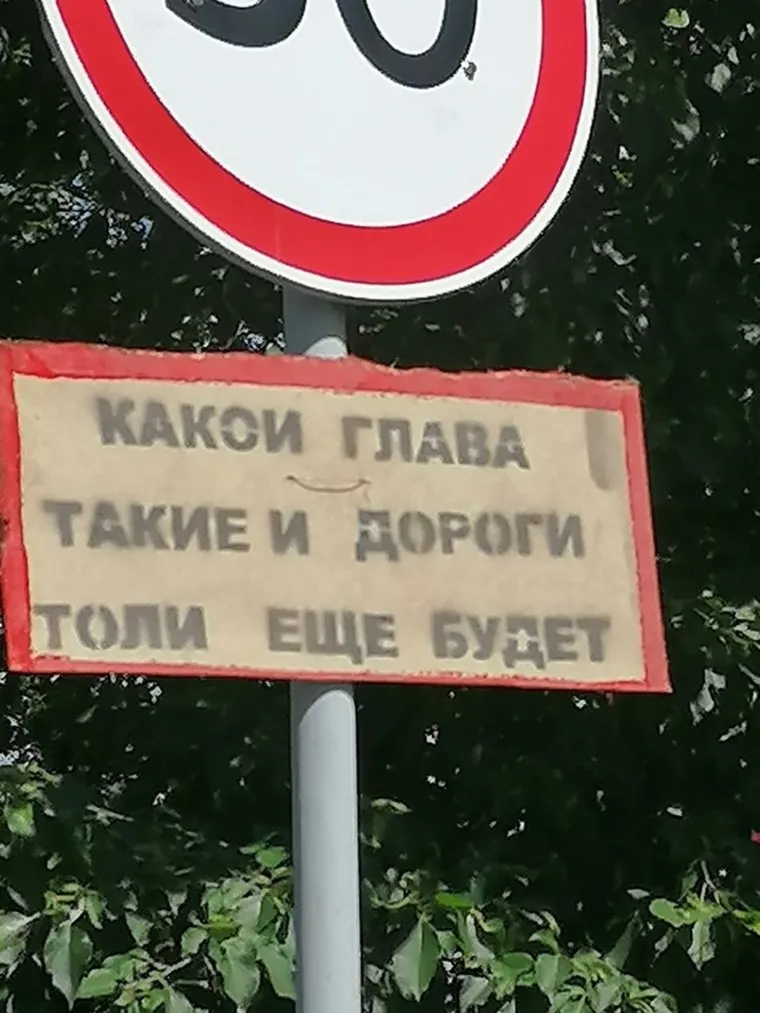 КАКОИ ГЛАВА
ТАКИЕ И ДОРОГИ
ТОЛИ ЕЩЕ БУДЕТ